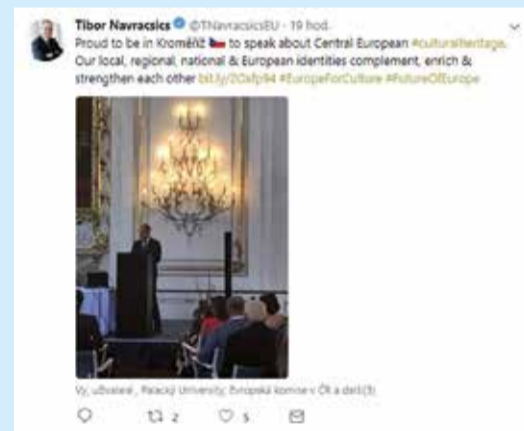 Tibor Navracsics @TNavracsicsEU · 19 hod.
Proud to be in Kroměříž 🇨🇿 to speak about Central European #culturalheritage.
Our local, regional, national & European identities complement, enrich &
strengthen each other #EuropeForCulture #FutureOfEurope
Vy, uživatel, Palacký University, Evropská komise v ČR a další(3)
2 5